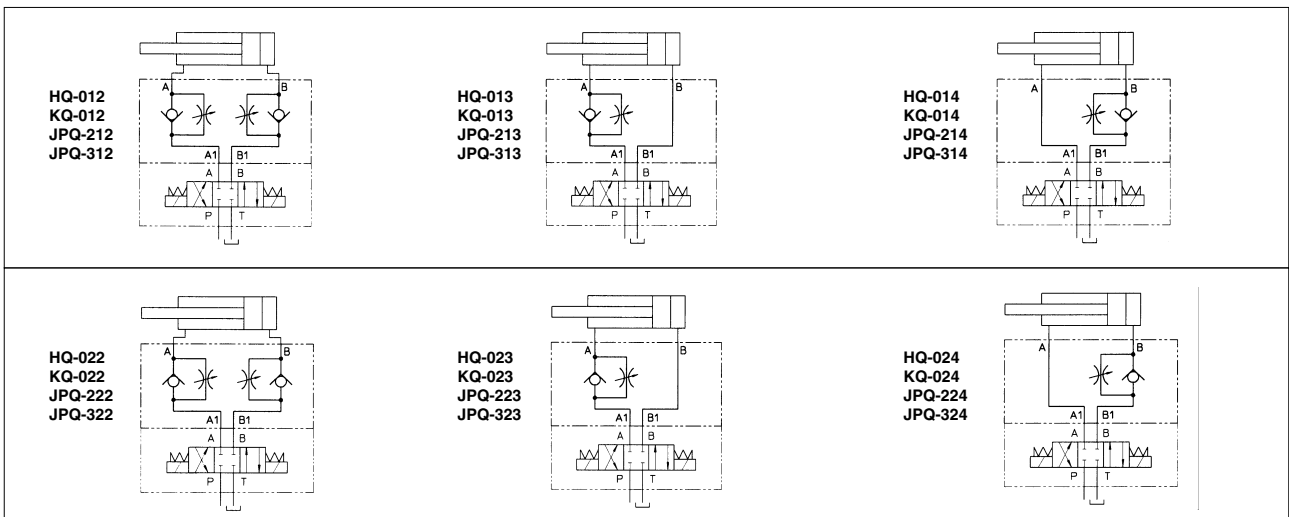 HQ-012
KQ-012
JPQ-212
JPQ-312
A
B
A1 B1
A B
P T
HQ-013
KQ-013
JPQ-213
JPQ-313
A
B
A1 B1
A B
P T
HQ-014
KQ-014
JPQ-214
JPQ-314
A
B
A1 B1
A B
P T
HQ-022
KQ-022
JPQ-222
JPQ-322
A
B
A1 B1
A B
P T
HQ-023
KQ-023
JPQ-223
JPQ-323
A
B
A1 B1
A B
P T
HQ-024
KQ-024
JPQ-224
JPQ-324
A
B
A1 B1
A B
P T